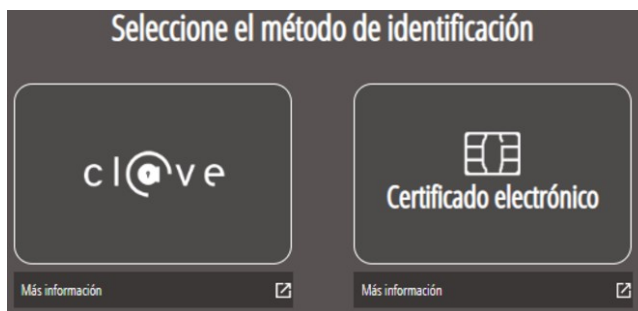 Seleccione el método de identificación
cl@ve
Certificado electrónico
Más información
Más información